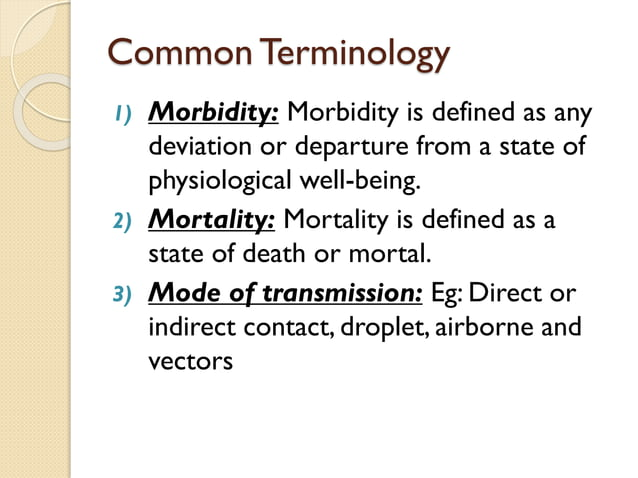 Common Terminology
1) Morbidity: Morbidity is defined as any
deviation or departure from a state of
physiological well-being.
2) Mortality: Mortality is defined as a
state of death or mortal.
3) Mode of transmission: Eg: Direct or
indirect contact, droplet, airborne and
vectors